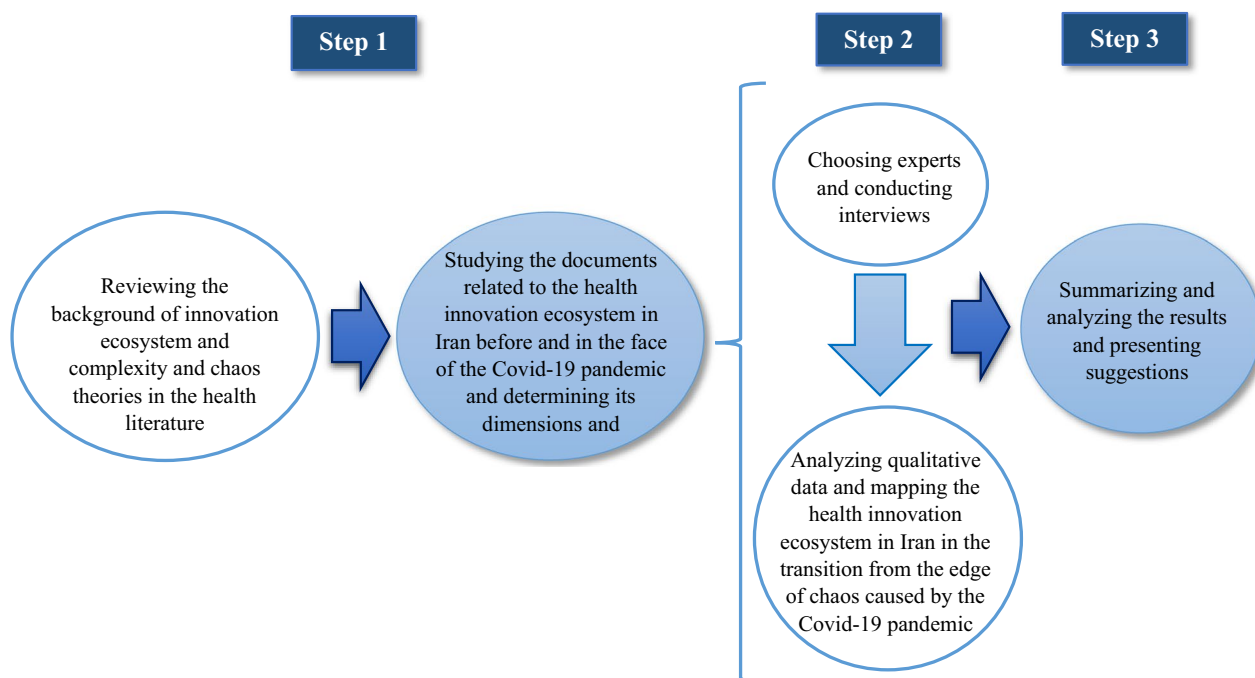 Step 1
Step 2
Step 3
Reviewing the
background of innovation
ecosystem and
complexity and chaos
theories in the health
literature
Studying the documents
related to the health
innovation ecosystem in
Iran before and in the face
of the Covid-19 pandemic
and determining its
dimensions and
Choosing experts
and conducting
interviews
Analyzing qualitative
data and mapping the
health innovation
ecosystem in Iran in the
transition from the edge
of chaos caused by the
Covid-19 pandemic
Summarizing and
analyzing the results
and presenting
suggestions